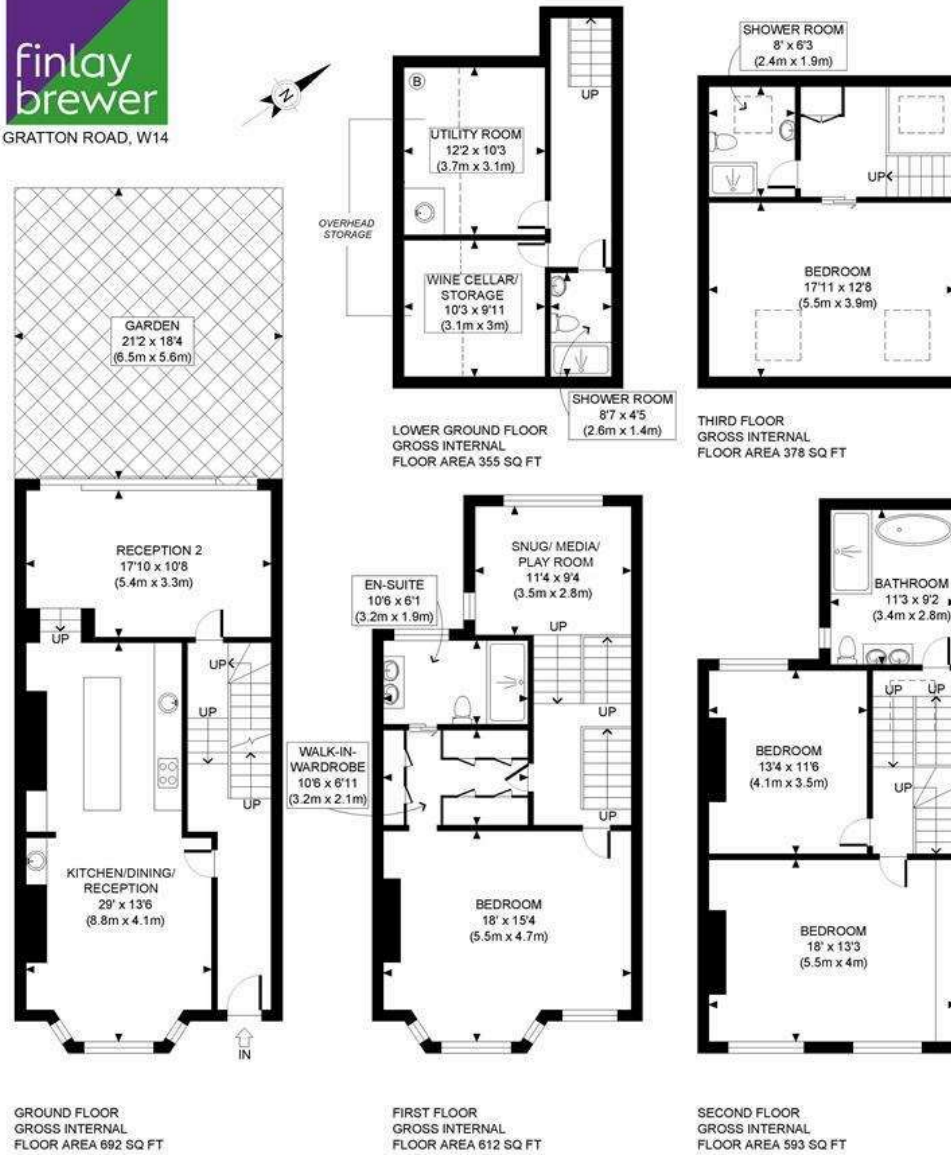 finlay
brewer
GRATTON ROAD, W14
N
GARDEN
21'2 x 18'4
(6.5m x 5.6m)
RECEPTION 2
17'10 x 10'8
(5.4m x 3.3m)
UP
UP
UP
UP
KITCHEN/DINING/
RECEPTION
29' x 13'6
(8.8m x 4.1m)
IN
GROUND FLOOR
GROSS INTERNAL
FLOOR AREA 692 SQ FT
B
UP
UTILITY ROOM
12'2 x 10'3
(3.7m x 3.1m)
OVERHEAD
STORAGE
WINE CELLAR/
STORAGE
10'3 x 9'11
(3.1m x 3m)
SHOWER ROOM
8'7 x 4'5
(2.6m x 1.4m)
LOWER GROUND FLOOR
GROSS INTERNAL
FLOOR AREA 355 SQ FT
SNUG/ MEDIA/
PLAY ROOM
11'4 x 9'4
(3.5m x 2.8m)
EN-SUITE
10'6 x 6'1
(3.2m x 1.9m)
UP
UP
WALK-IN-
WARDROBE
10'6 x 6'11
(3.2m x 2.1m)
UP
BEDROOM
18' x 15'4
(5.5m x 4.7m)
FIRST FLOOR
GROSS INTERNAL
FLOOR AREA 612 SQ FT
SHOWER ROOM
8' x 6'3
(2.4m x 1.9m)
UP
BEDROOM
17'11 x 12'8
(5.5m x 3.9m)
THIRD FLOOR
GROSS INTERNAL
FLOOR AREA 378 SQ FT
BATHROOM
11'3 x 9'2
(3.4m x 2.8m)
UP
UP
BEDROOM
13'4 x 11'6
(4.1m x 3.5m)
UP
BEDROOM
18' x 13'3
(5.5m x 4m)
SECOND FLOOR
GROSS INTERNAL
FLOOR AREA 593 SQ FT